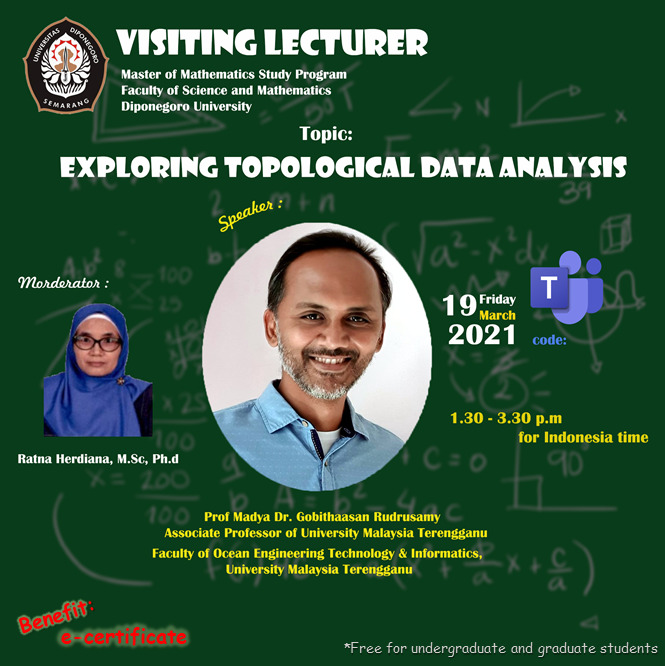 UNIVERSITAS DIPONEGORO
SEMARANG
VISITING LECTURER
Master of Mathematics Study Program
Faculty of Science and Mathematics
Diponegoro University
Topic:
EXPLORING TOPOLOGICAL DATA ANALYSIS
Speaker :
Morderator :
Ratna Herdiana, M.Sc, Ph.d
19 Friday
March
2021
T
code:
1.30 - 3.30 p.m
for Indonesia time
Prof Madya Dr. Gobithaasan Rudrusamy
Associate Professor of University Malaysia Terengganu
Faculty of Ocean Engineering Technology & Informatics,
University Malaysia Terengganu
Benefit:
e-certificate
*Free for undergraduate and graduate students